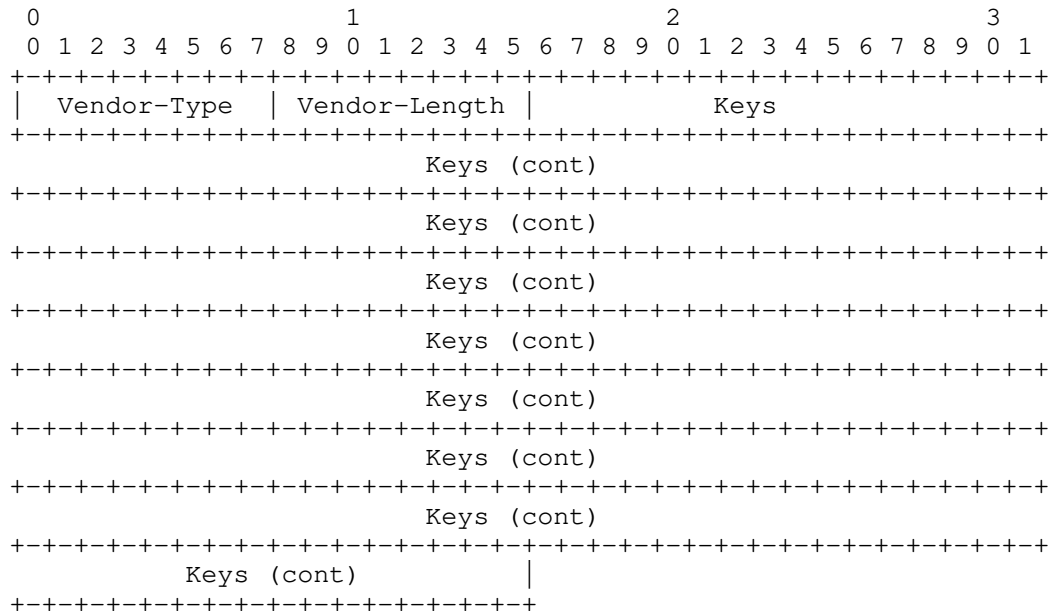 0                   1                   2                   3
0 1 2 3 4 5 6 7 8 9 0 1 2 3 4 5 6 7 8 9 0 1 2 3 4 5 6 7 8 9 0 1
+-+-+-+-+-+-+-+-+-+-+-+-+-+-+-+-+-+-+-+-+-+-+-+-+-+-+-+-+-+-+-+-+
|  Vendor-Type  | Vendor-Length |           Keys
+-+-+-+-+-+-+-+-+-+-+-+-+-+-+-+-+-+-+-+-+-+-+-+-+-+-+-+-+-+-+-+-+
Keys (cont)
+-+-+-+-+-+-+-+-+-+-+-+-+-+-+-+-+-+-+-+-+-+-+-+-+-+-+-+-+-+-+-+-+
Keys (cont)
+-+-+-+-+-+-+-+-+-+-+-+-+-+-+-+-+-+-+-+-+-+-+-+-+-+-+-+-+-+-+-+-+
Keys (cont)
+-+-+-+-+-+-+-+-+-+-+-+-+-+-+-+-+-+-+-+-+-+-+-+-+-+-+-+-+-+-+-+-+
Keys (cont)
+-+-+-+-+-+-+-+-+-+-+-+-+-+-+-+-+-+-+-+-+-+-+-+-+-+-+-+-+-+-+-+-+
Keys (cont)
+-+-+-+-+-+-+-+-+-+-+-+-+-+-+-+-+-+-+-+-+-+-+-+-+-+-+-+-+-+-+-+-+
Keys (cont)
+-+-+-+-+-+-+-+-+-+-+-+-+-+-+-+-+-+-+-+-+-+-+-+-+-+-+-+-+-+-+-+-+
Keys (cont)
+-+-+-+-+-+-+-+-+-+-+-+-+-+-+-+-+-+-+-+-+-+-+-+-+-+-+-+-+-+-+-+-+
Keys (cont)          |
+-+-+-+-+-+-+-+-+-+-+-+-+-+-+-+-+